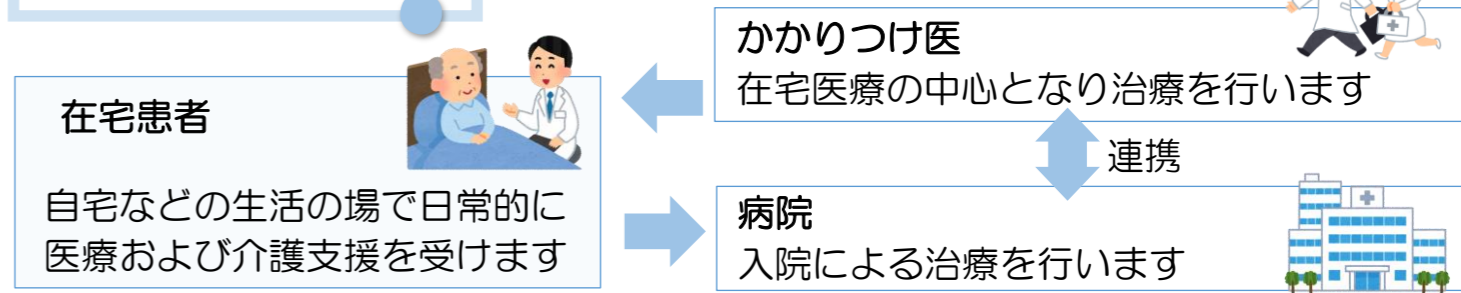 在宅患者
自宅などの生活の場で日常的に
医療および介護支援を受けます
かかりつけ医
在宅医療の中心となり治療を行います
連携
病院
入院による治療を行います